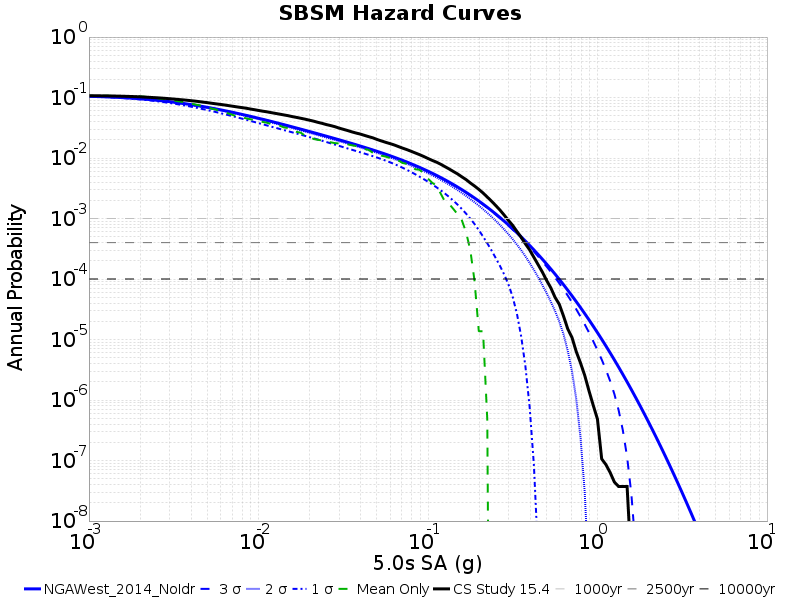 SBSM Hazard Curves
10^0
10^-1
10^-2
10^-3
10^-4
10^-5
10^-6
10^-7
10^-8
Annual Probability
10^-3 10^-2 10^-1 10^0 10^1
5.0s SA (g)
NGAWest_2014_NoIdr 3 σ 2 σ 1 σ Mean Only CS Study 15.4 1000yr 2500yr 10000yr